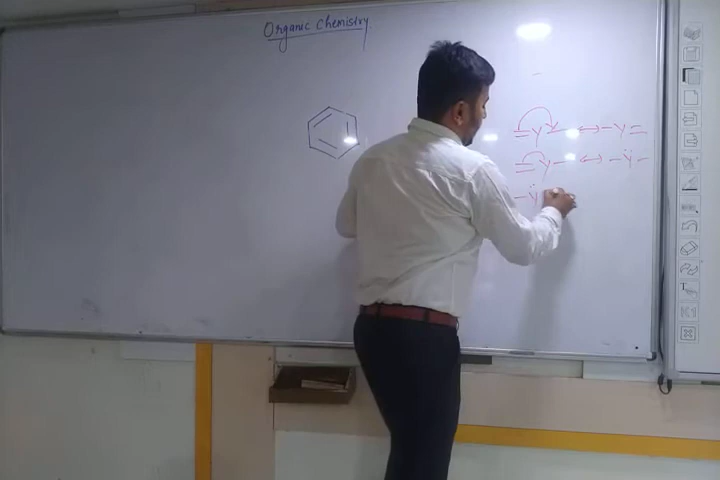 Organic Chemistry
=Y- ↔ -Y=
=Y- ↔ -Ÿ-
-Ÿ